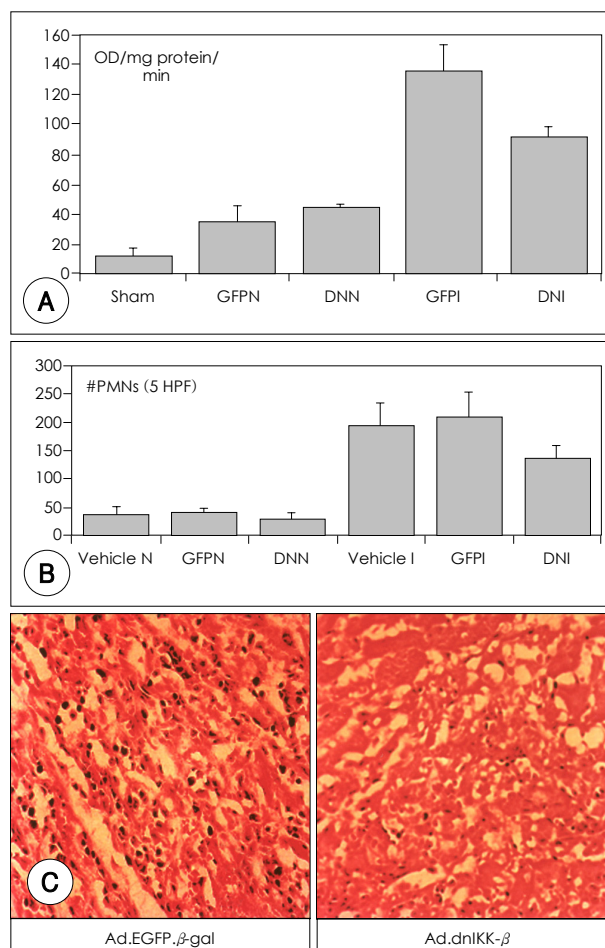 160
140
120
100
80
60
40
20
0
OD/mg protein/
min
Sham GFPN DNN GFPI DNI
A
300
250
200
150
100
50
0
#PMNs (5 HPF)
Vehicle N GFPN DNN Vehicle I GFPI DNI
B
C
Ad.EGFP.β-gal Ad.dnIKK-β